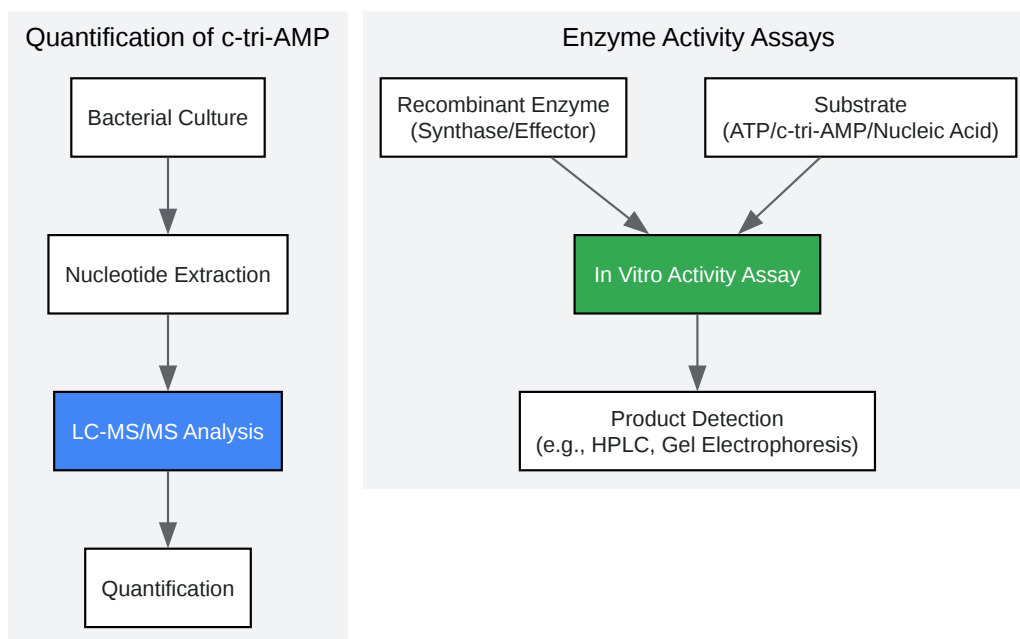 Quantification of c-tri-AMP
Bacterial Culture
Nucleotide Extraction
LC-MS/MS Analysis
Quantification
Enzyme Activity Assays
Recombinant Enzyme
(Synthase/Effector)
Substrate
(ATP/c-tri-AMP/Nucleic Acid)
In Vitro Activity Assay
Product Detection
(e.g., HPLC, Gel Electrophoresis)